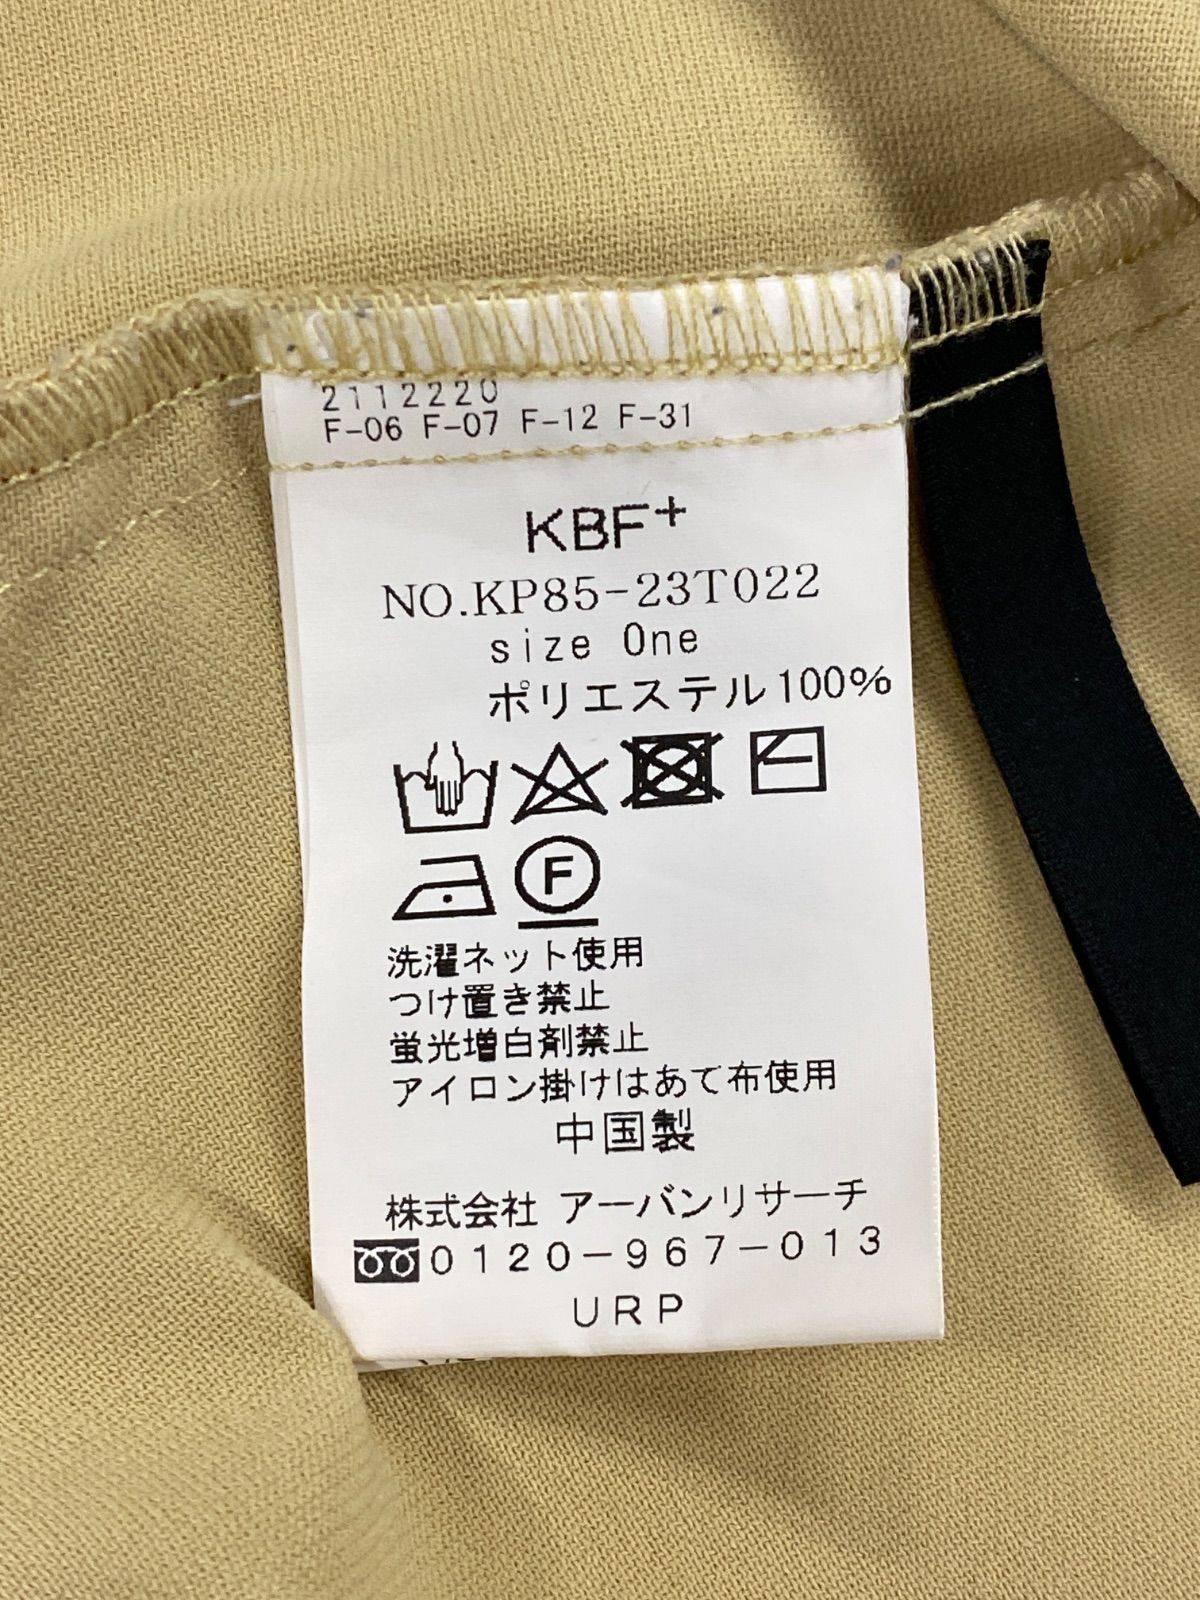 2112220
F-06 F-07 F-12 F-31
KBF+
NO.KP85-23T022
size One
ポリエステル100%
F
洗濯ネット使用
つけ置き禁止
蛍光増白剤禁止
アイロン掛けはあて布使用
中国製
株式会社 アーバンリサーチ
0120-967-013
URP